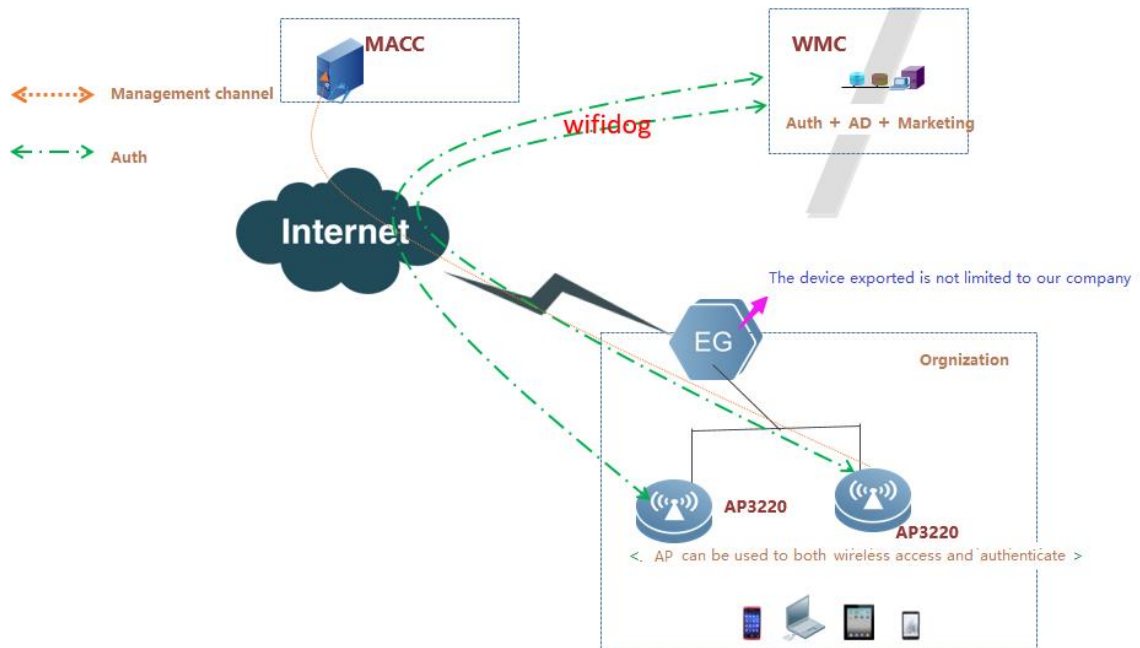 MACC
WMC
Management channel
Auth
wifidog
Auth + AD + Marketing
Internet
The device exported is not limited to our company
EG
Orgnization
AP3220
AP3220
<. AP can be used to both wireless access and authenticate >